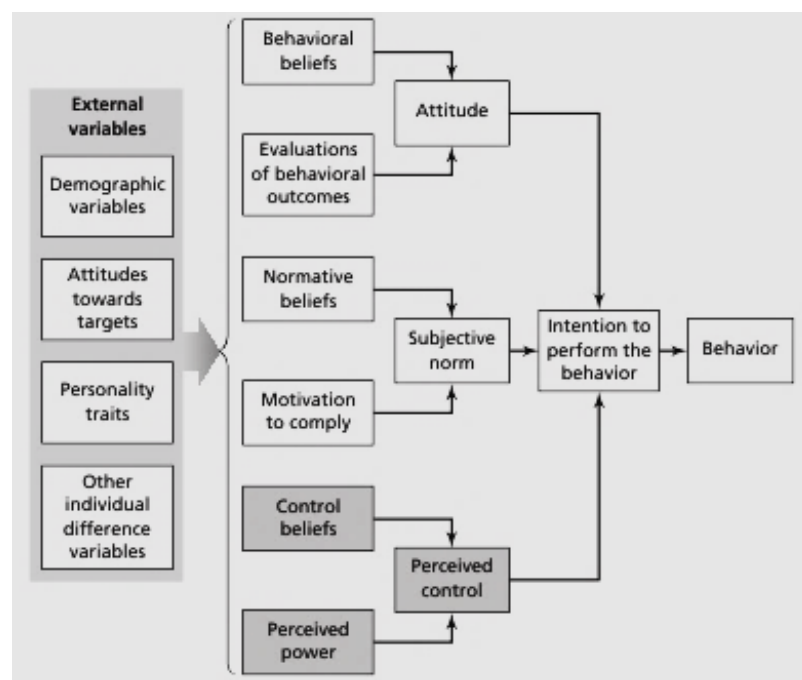 External
variables
Demographic
variables
Attitudes
towards
targets
Personality
traits
Other
individual
difference
variables
Behavioral
beliefs
Evaluations
of behavioral
outcomes
Normative
beliefs
Motivation
to comply
Control
beliefs
Perceived
power
Attitude
Subjective
norm
Perceived
control
Intention to
perform the
behavior
Behavior